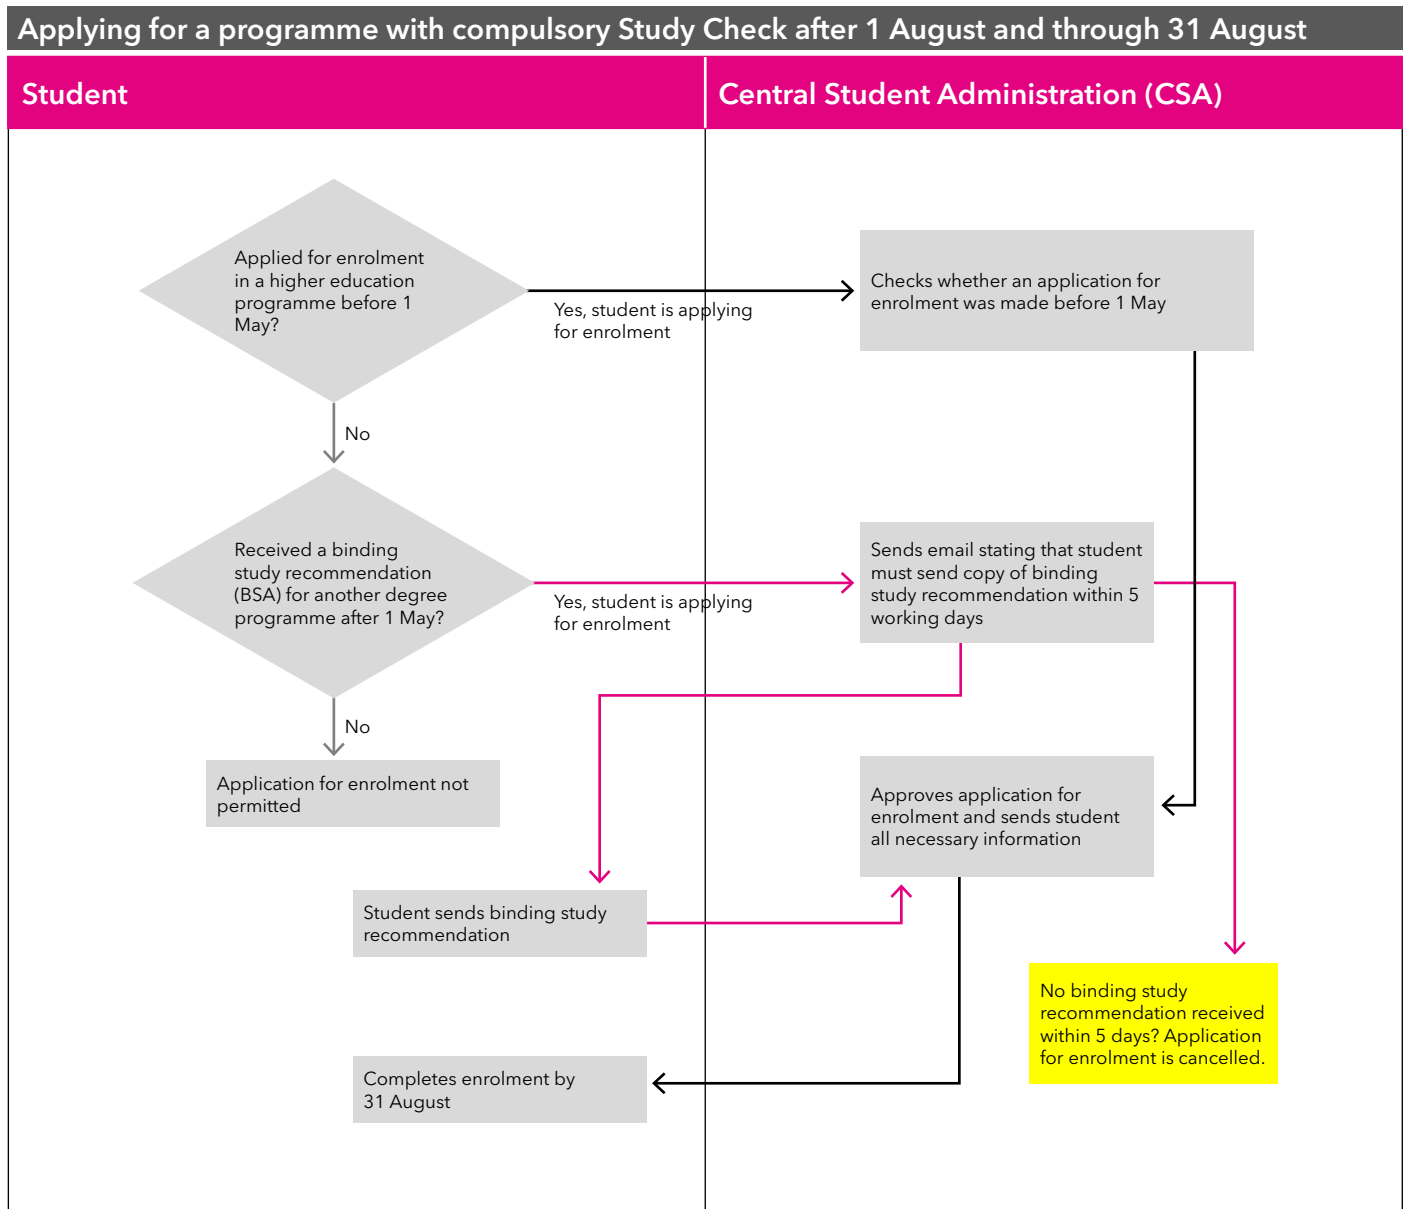 Applying for a programme with compulsory Study Check after 1 August and through 31 August
Student
Central Student Administration (CSA)
Applied for enrolment
in a higher education
programme before 1
May?
Yes, student is applying
for enrolment
Checks whether an application for
enrolment was made before 1 May
No
Received a binding
study recommendation
(BSA) for another degree
programme after 1 May?
Yes, student is applying
for enrolment
Sends email stating that student
must send copy of binding
study recommendation within 5
working days
No
Application for enrolment not
permitted
Approves application for
enrolment and sends student
all necessary information
Student sends binding study
recommendation
No binding study
recommendation received
within 5 days? Application
for enrolment is cancelled.
Completes enrolment by
31 August